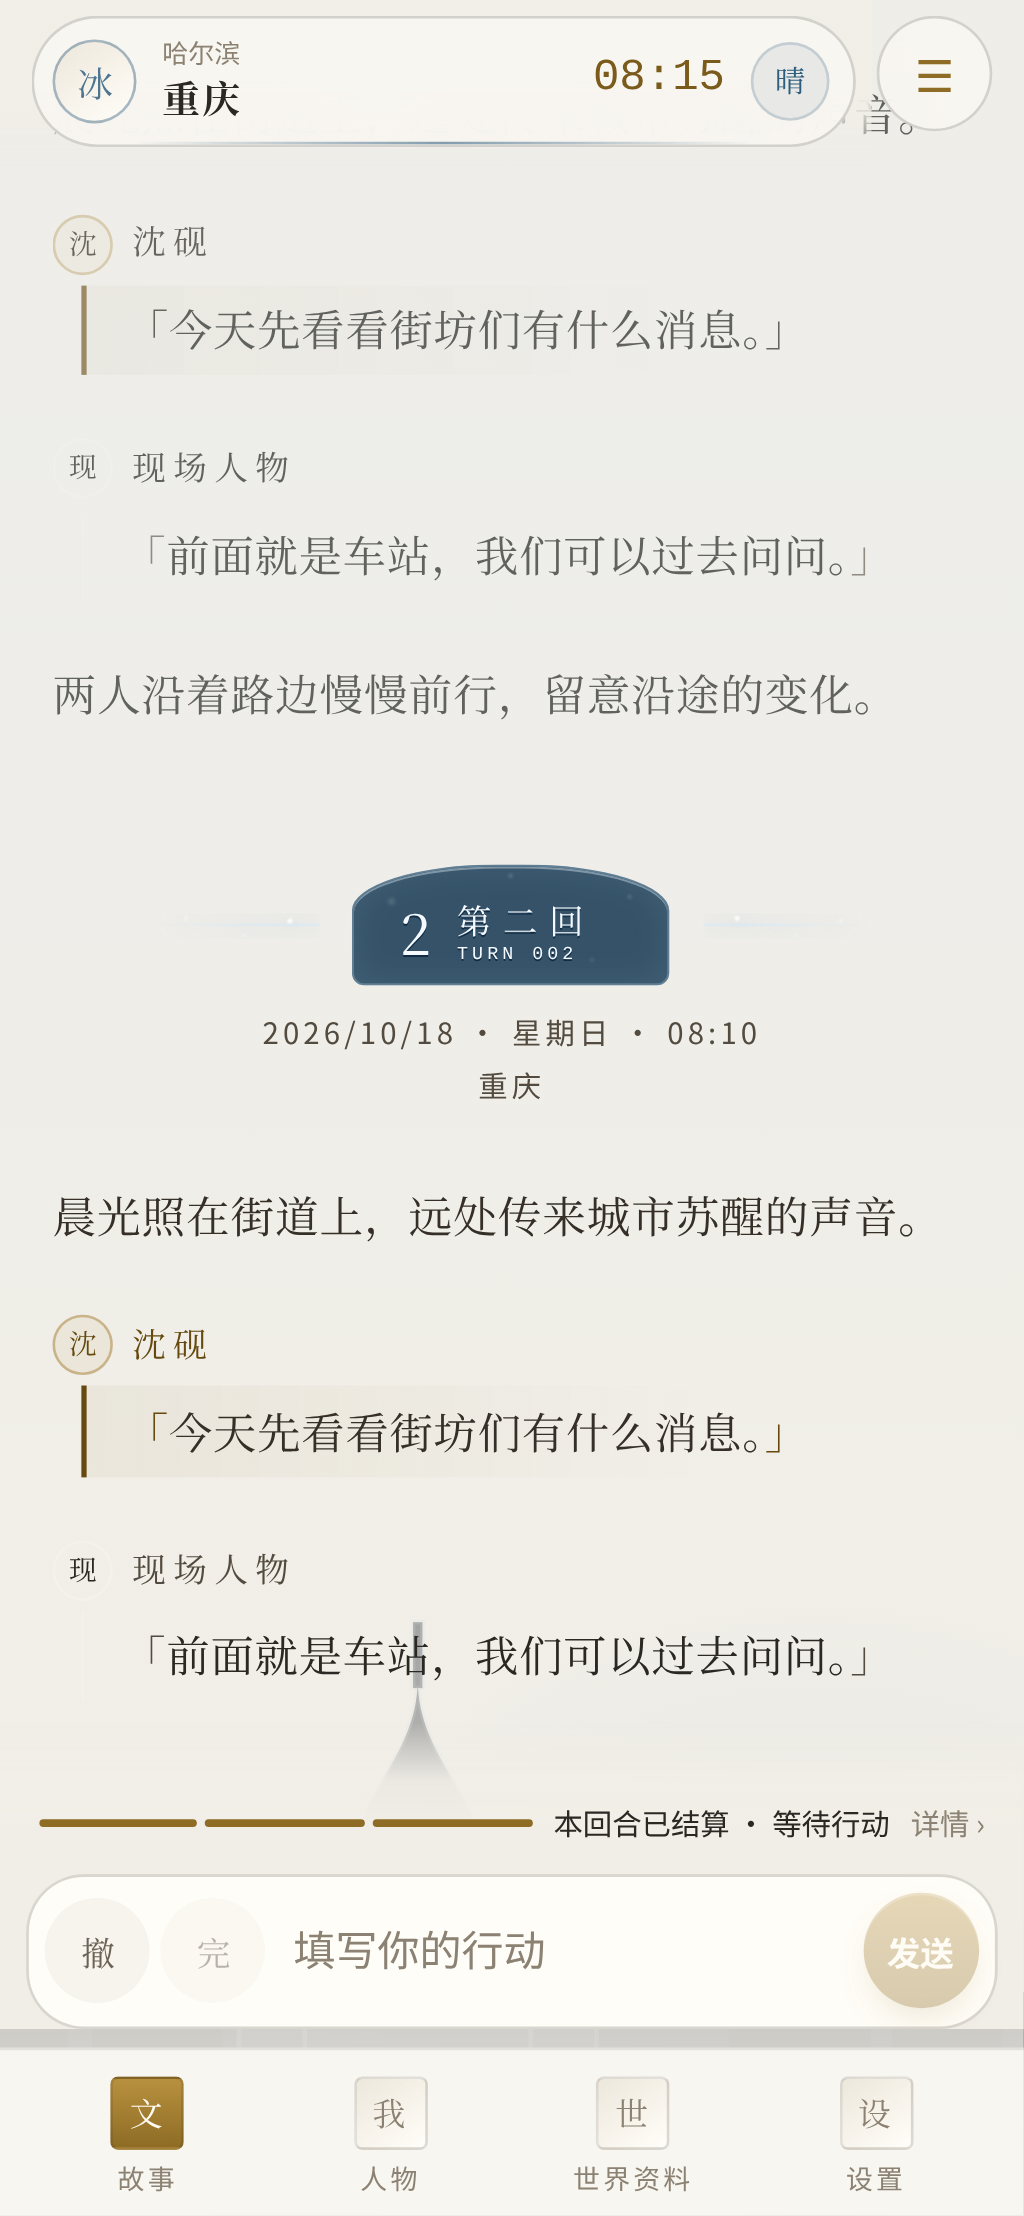 冰
哈尔滨
重庆
08:15
晴
音。
沈 沈砚
「今天先看看街坊们有什么消息。」
现 现场人物
「前面就是车站，我们可以过去问问。」
两人沿着路边慢慢前行，留意沿途的变化。
2 第二回
TURN 002
2026/10/18 · 星期日 · 08:10
重庆
晨光照在街道上，远处传来城市苏醒的声音。
沈 沈砚
「今天先看看街坊们有什么消息。」
现 现场人物
「前面就是车站，我们可以过去问问。」
本回合已结算 · 等待行动 详情 ›
撤 完 填写你的行动 发送
文 我 世 设
故事 人物 世界资料 设置